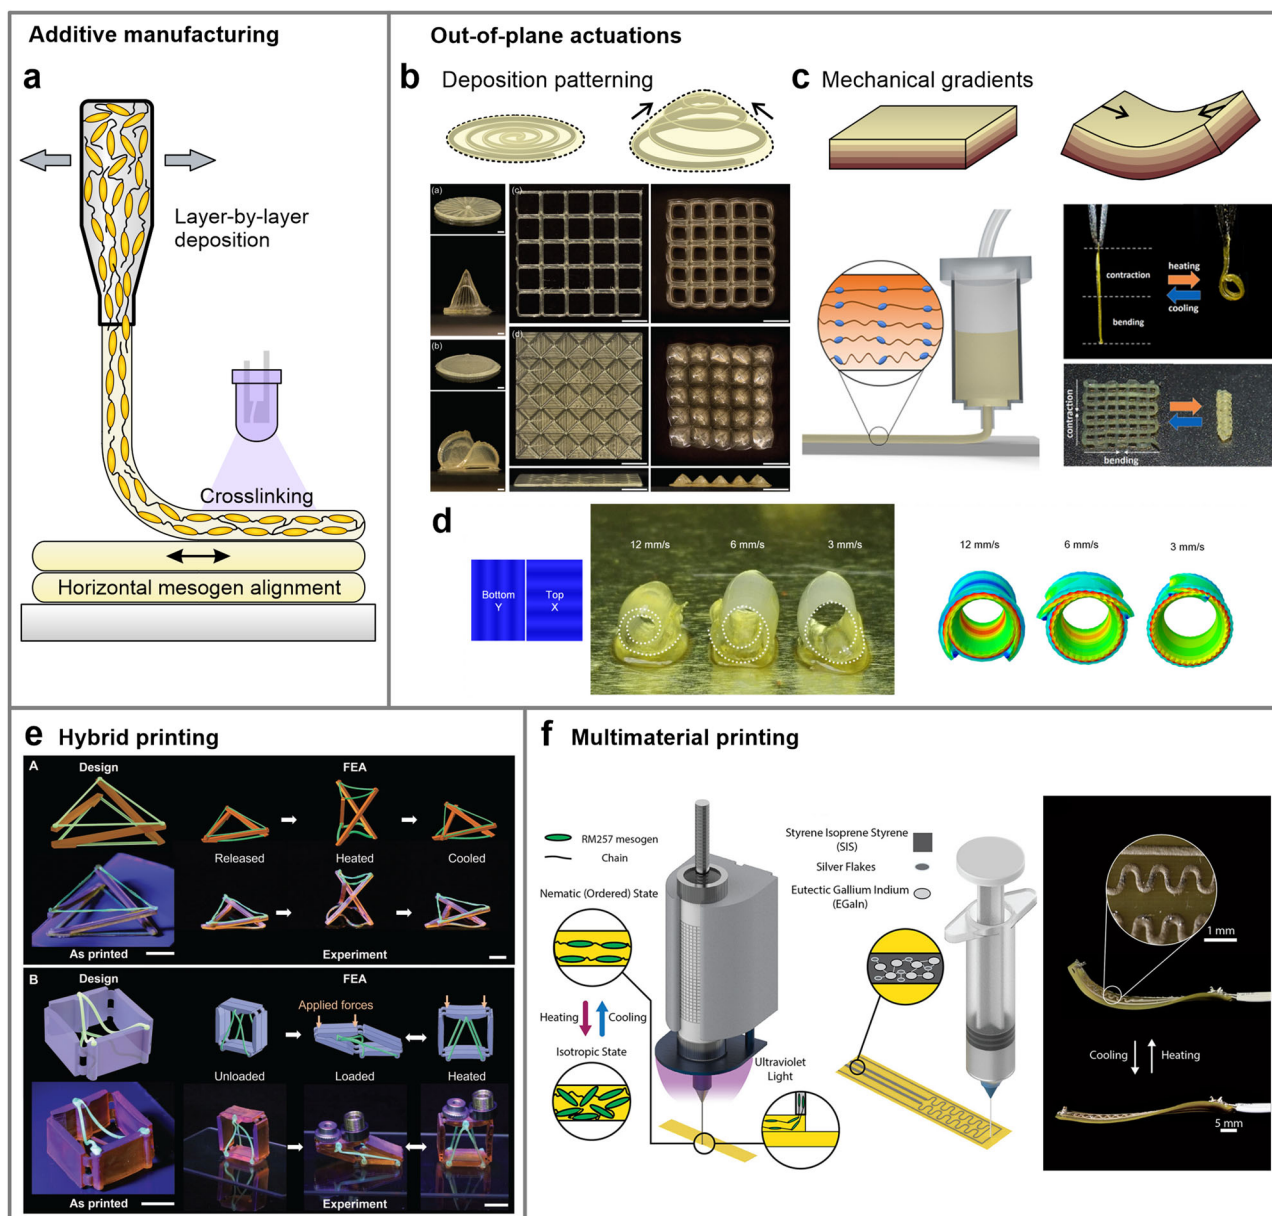 Additive manufacturing
a
Layer-by-layer
deposition
Crosslinking
Horizontal mesogen alignment
Out-of-plane actuations
b Deposition patterning
(a)
(c)
(b)
(d)
c Mechanical gradients
contraction
bending
heating
cooling
contraction
bending
d
Bottom
Y
Top
X
12 mm/s
6 mm/s
3 mm/s
12 mm/s
6 mm/s
3 mm/s
e Hybrid printing
A
Design
FEA
Released
Heated
Cooled
As printed
Experiment
B
Design
FEA
Applied forces
Unloaded
Loaded
Heated
As printed
Experiment
f Multimaterial printing
RM257 mesogen
Chain
Nematic (Ordered) State
Heating
Cooling
Isotropic State
Ultraviolet
Light
Styrene Isoprene Styrene
(SIS)
Silver Flakes
Eutectic Gallium Indium
(EGaIn)
1 mm
Cooling
Heating
5 mm